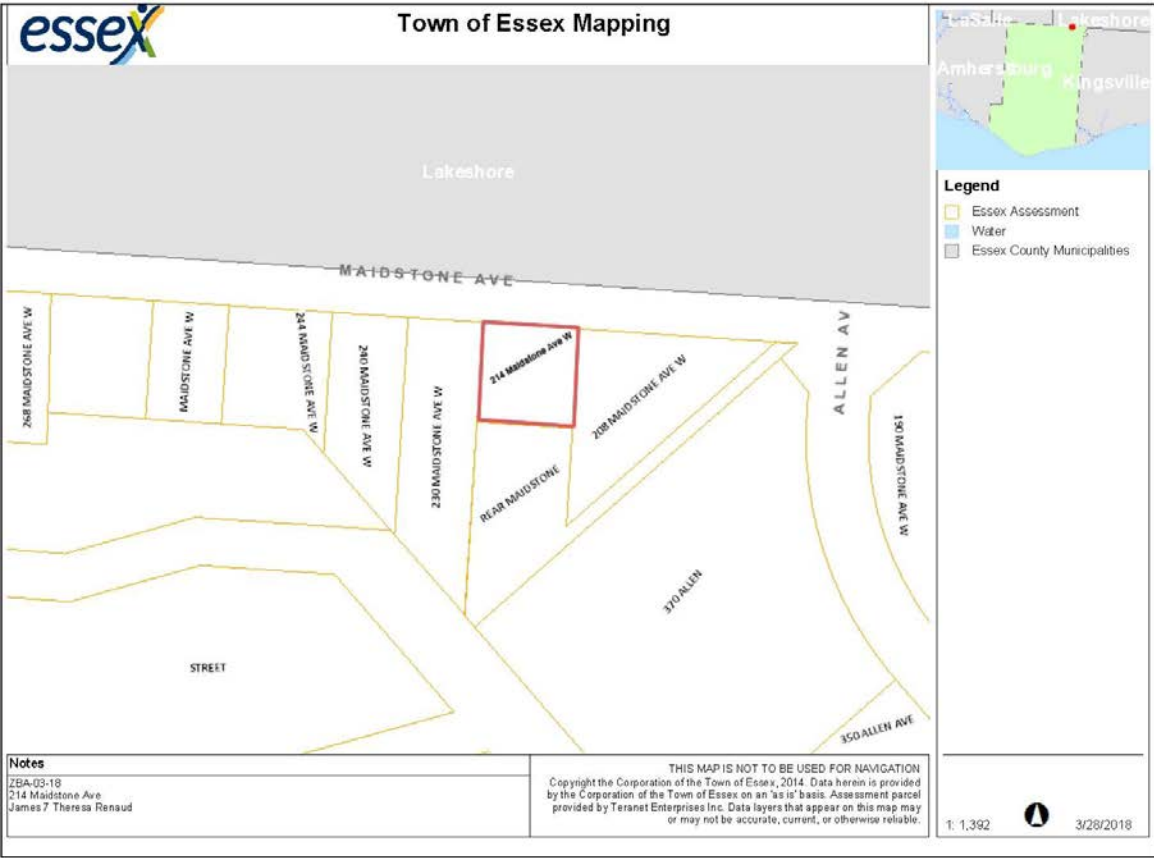 essex
Town of Essex Mapping
LaSalle
Lakeshore
Amherstburg
Kingsville
Lakeshore
MAIDSTONE AVE
ALLEN AV
268 MAIDSTONE AVE W
MAIDSTONE AVE W
244 MAIDSTONE AVE W
240 MAIDSTONE AVE W
230 MAIDSTONE AVE W
214 Maidstone Ave W
208 MAIDSTONE AVE W
REAR MAIDSTONE
190 MAIDSTONE AVE W
370 ALLEN
350 ALLEN AVE
STREET
Legend
Essex Assessment
Water
Essex County Municipalities
Notes
ZBA-03-18
214 Maidstone Ave
James 7 Theresa Renaud
THIS MAP IS NOT TO BE USED FOR NAVIGATION
Copyright the Corporation of the Town of Essex, 2014. Data herein is provided
by the Corporation of the Town of Essex on an 'as is' basis. Assessment parcel
provided by Teranet Enterprises Inc. Data layers that appear on this map may
or may not be accurate, current, or otherwise reliable.
1: 1,392
3/28/2018